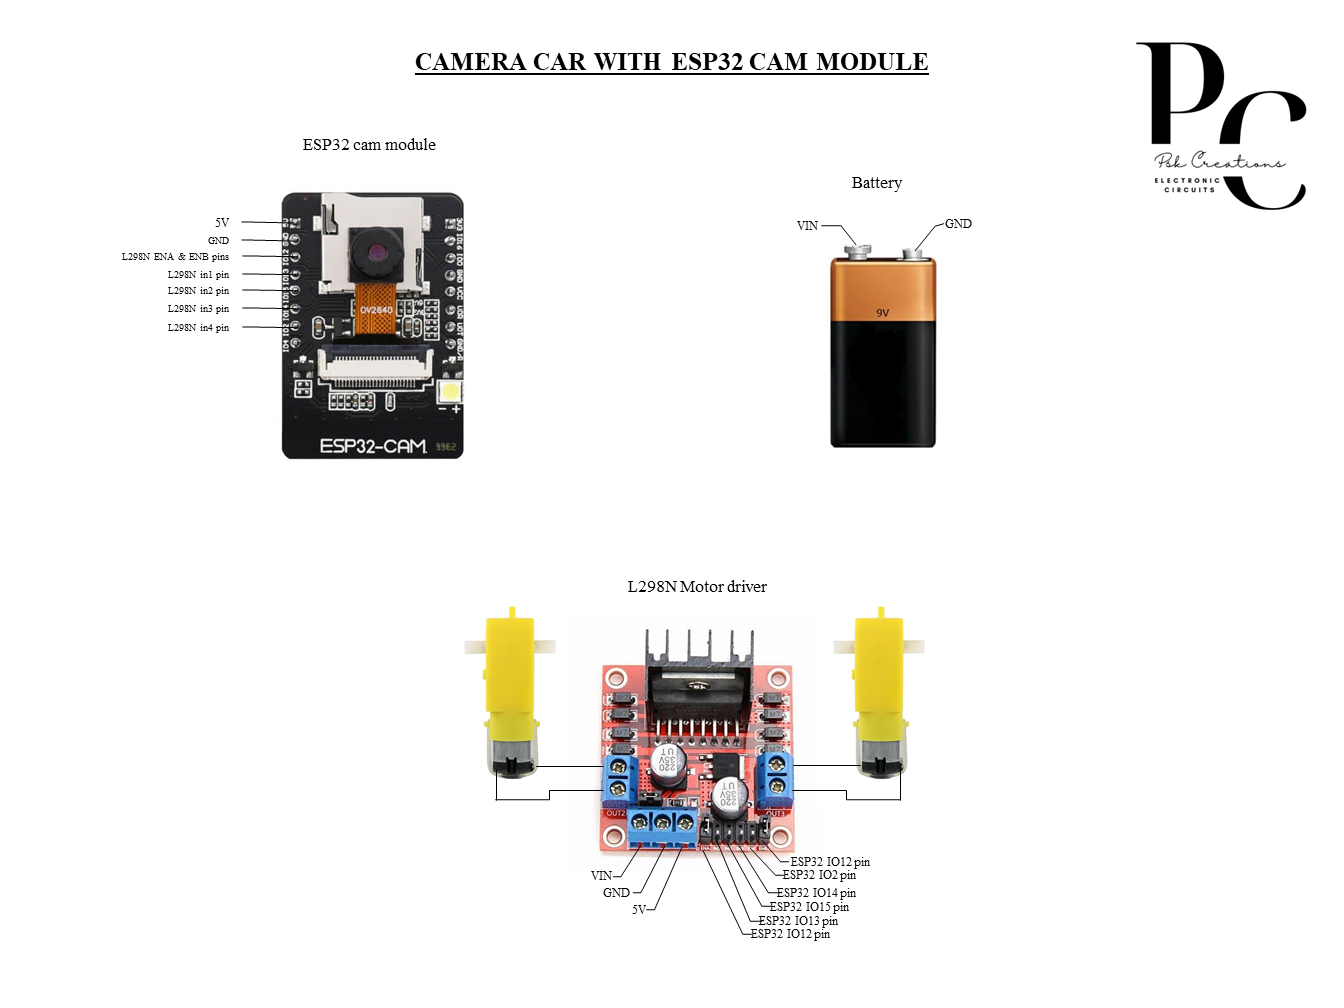 CAMERA CAR WITH ESP32 CAM MODULE
PC
Psk Creations
ELECTRONIC
CIRCUITS
ESP32 cam module
Battery
5V
GND
L298N ENA & ENB pins
L298N in1 pin
L298N in2 pin
L298N in3 pin
L298N in4 pin
OV2640
ESP32-CAM
VIN
GND
9V
L298N Motor driver
220
35V
UT
220
35V
UT
OUT2
OUT3
VIN
GND
5V
ESP32 IO12 pin
ESP32 IO2 pin
ESP32 IO14 pin
ESP32 IO15 pin
ESP32 IO13 pin
ESP32 IO12 pin